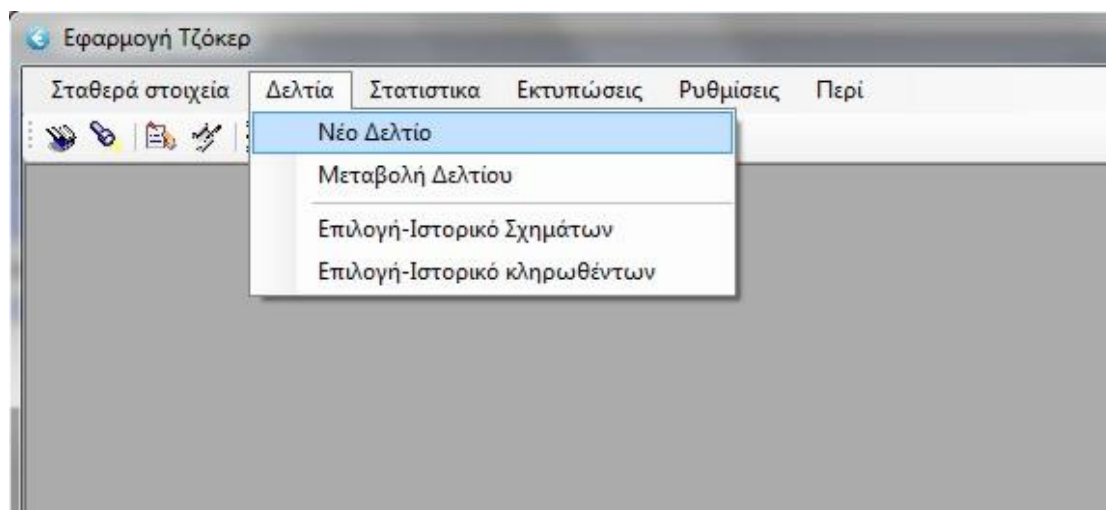 Εφαρμογή Τζόκερ
Σταθερά στοιχεία Δελτία Στατιστικα Εκτυπώσεις Ρυθμίσεις Περί
Νέο Δελτίο
Μεταβολή Δελτίου
Επιλογή-Ιστορικό Σχημάτων
Επιλογή-Ιστορικό κληρωθέντων